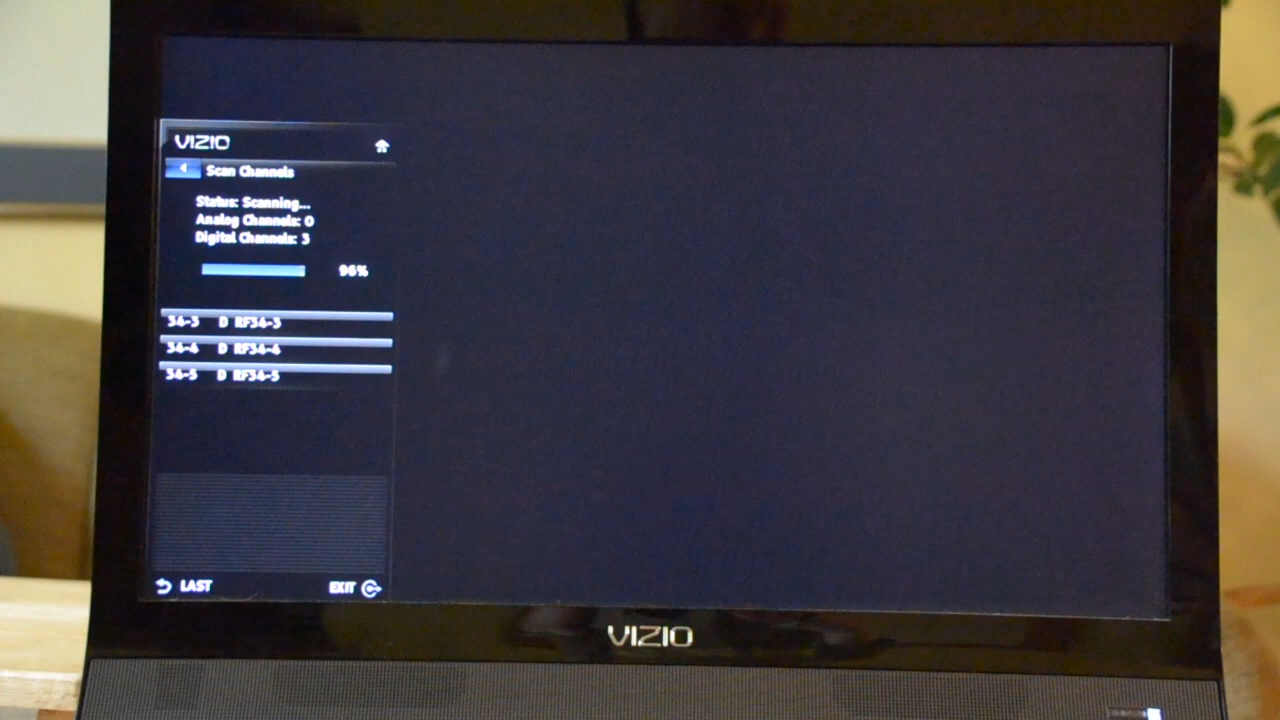 VIZIO
Scan Channels
Status: Scanning...
Analog Channels: 0
Digital Channels: 3
96%
34-3 D RF34-3
34-4 D RF34-4
34-5 D RF34-5
LAST EXIT
VIZIO